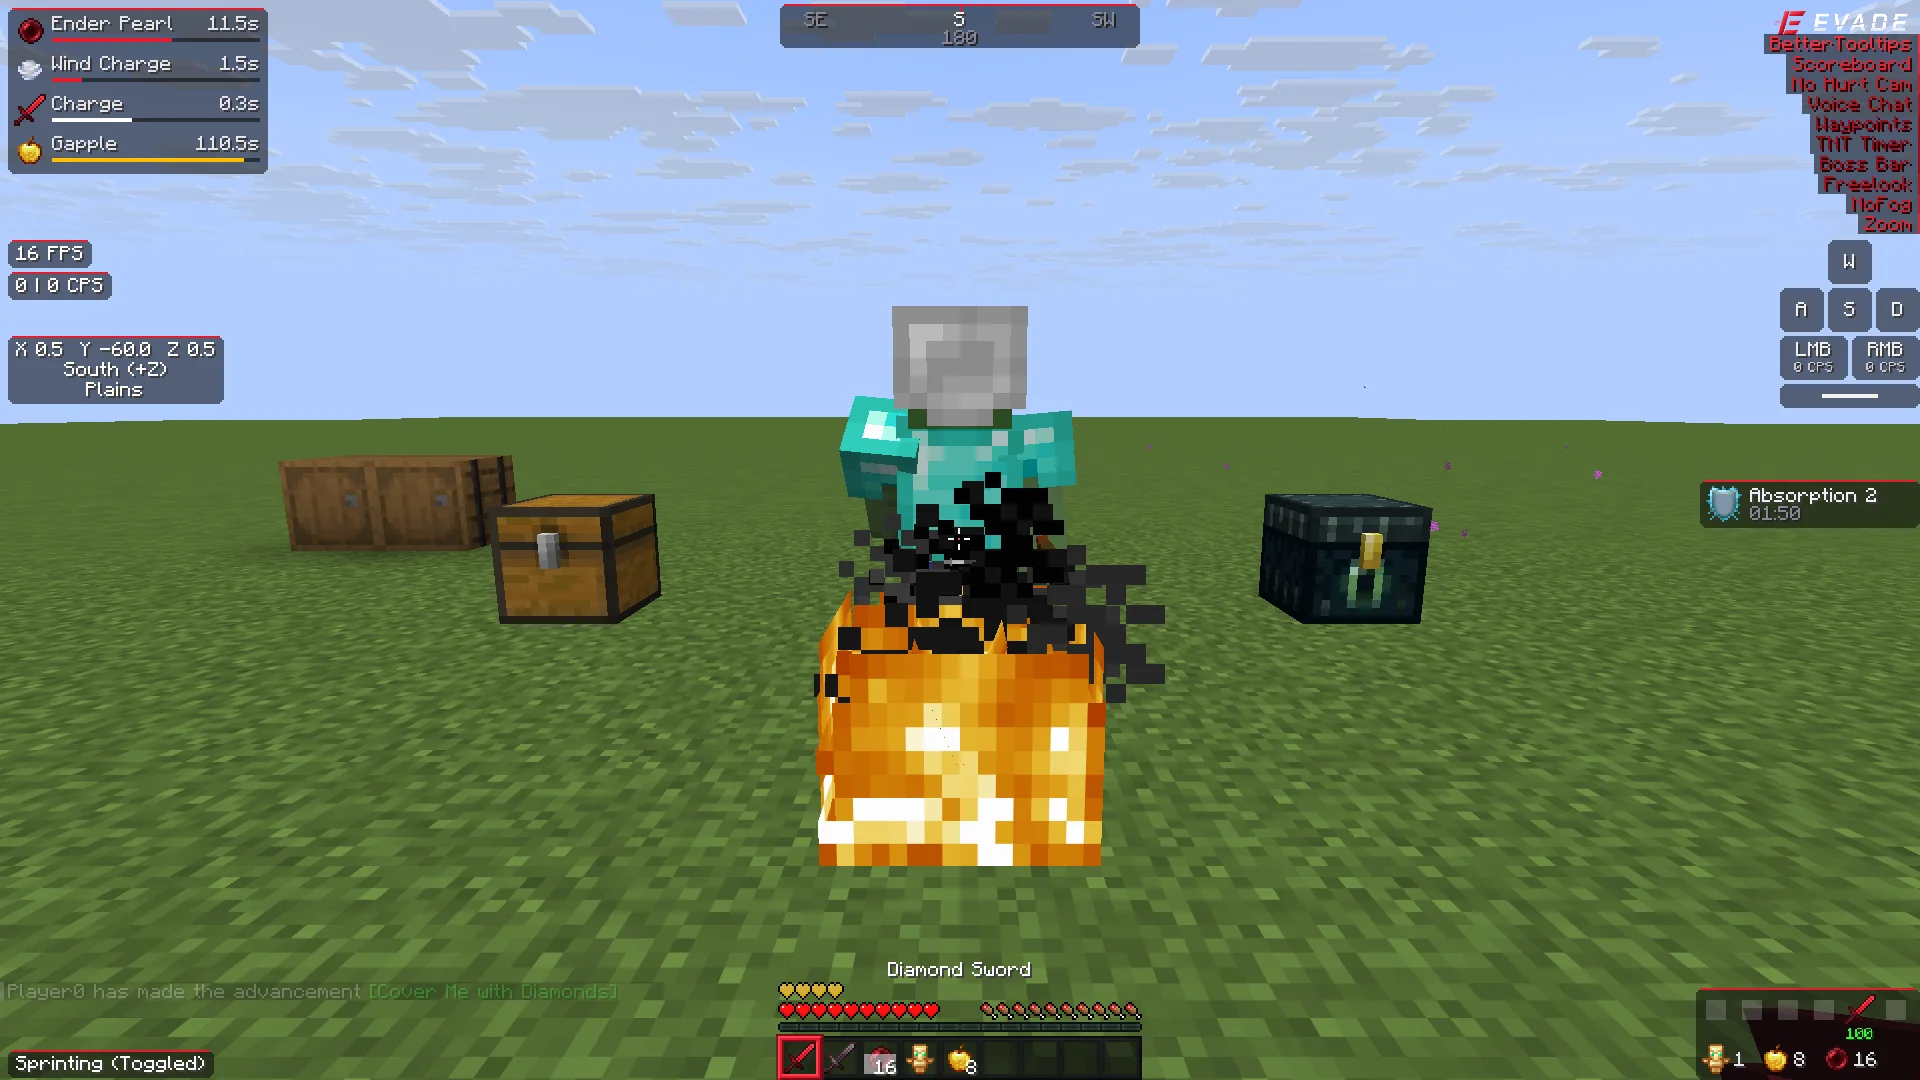 Ender Pearl 11.5s
Wind Charge 1.5s
Charge 0.3s
Gapple 110.5s
SE S SW
180
EVADE
Better Tooltips
Scoreboard
No Hurt Cam
Voice Chat
Waypoints
TNT Timer
Boss Bar
Freelook
NoFog
Zoom
16 FPS
0 | 0 CPS
X 0.5 Y -60.0 Z 0.5
South (+Z)
Plains
W
A S D
LMB RMB
0 CPS 0 CPS
Absorption 2
01:50
Diamond Sword
Player0 has made the advancement [Cover Me with Diamonds]
Sprinting (Toggled)
16 8
100
1 8 16